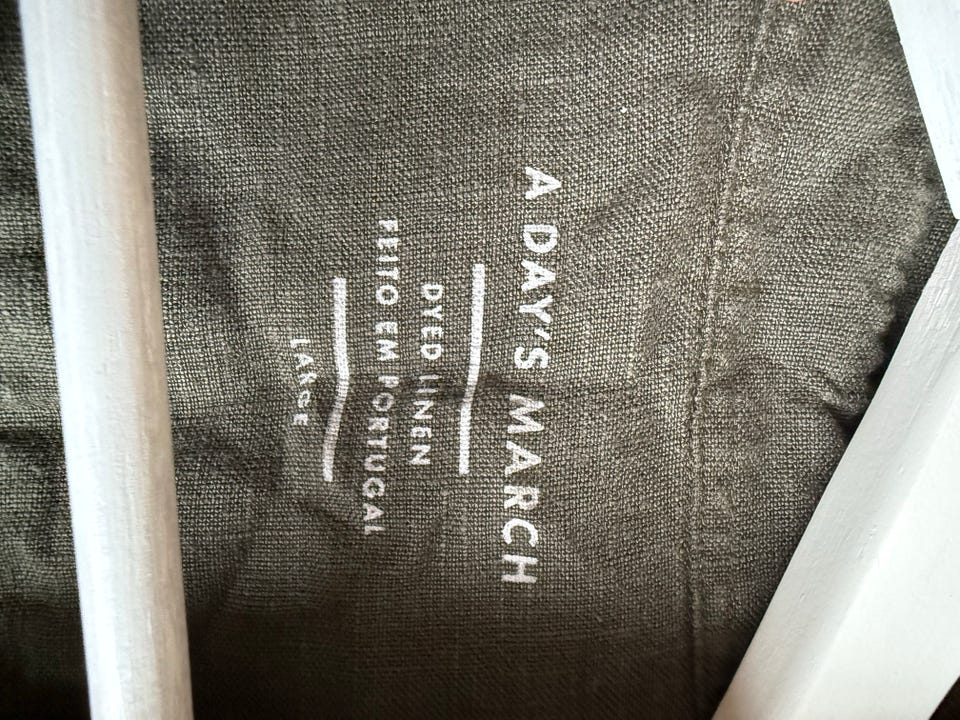 A DAY'S MARCH
DYED LINEN
FEITO EM PORTUGAL
LARGE